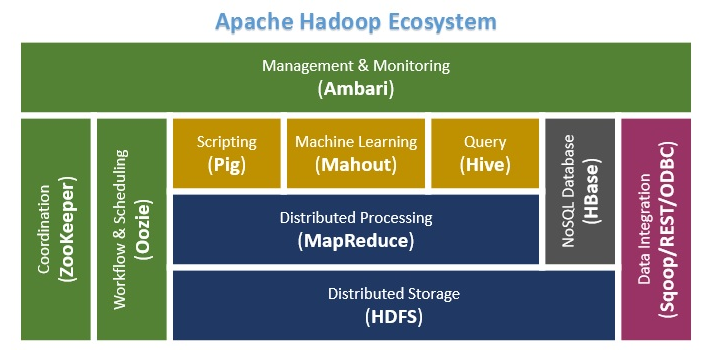 Apache Hadoop Ecosystem
Management & Monitoring
(Ambari)
Coordination
(ZooKeeper)
Workflow & Scheduling
(Oozie)
Scripting
(Pig)
Machine Learning
(Mahout)
Query
(Hive)
NoSQL Database
(HBase)
Data Integration
(Sqoop/REST/ODBC)
Distributed Processing
(MapReduce)
Distributed Storage
(HDFS)